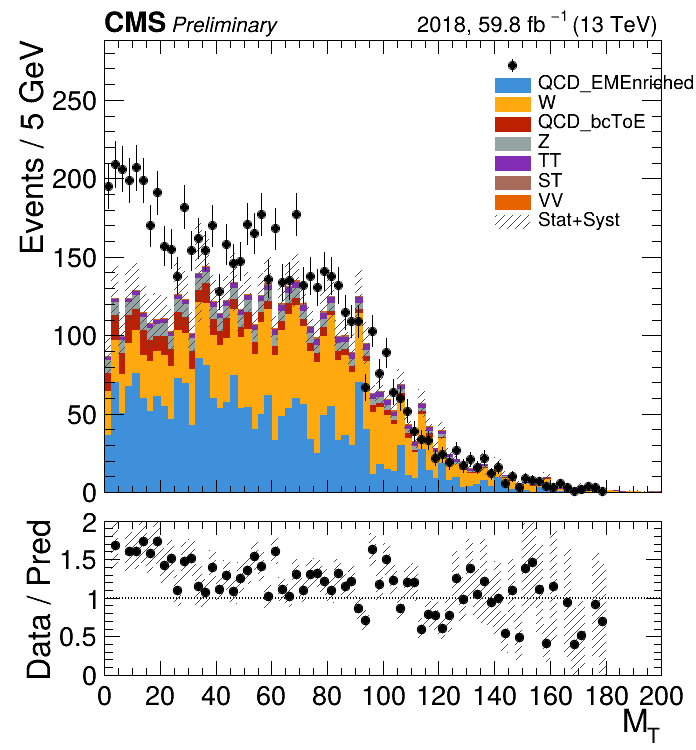 CMS Preliminary 2018, 59.8 fb⁻¹ (13 TeV)
Events / 5 GeV
250
200
150
100
50
0
QCD_EMEnriched
W
QCD_bcToE
Z
TT
ST
VV
Stat+Syst
Data / Pred
2
1.5
1
0.5
0
0 20 40 60 80 100 120 140 160 180 200
M_T